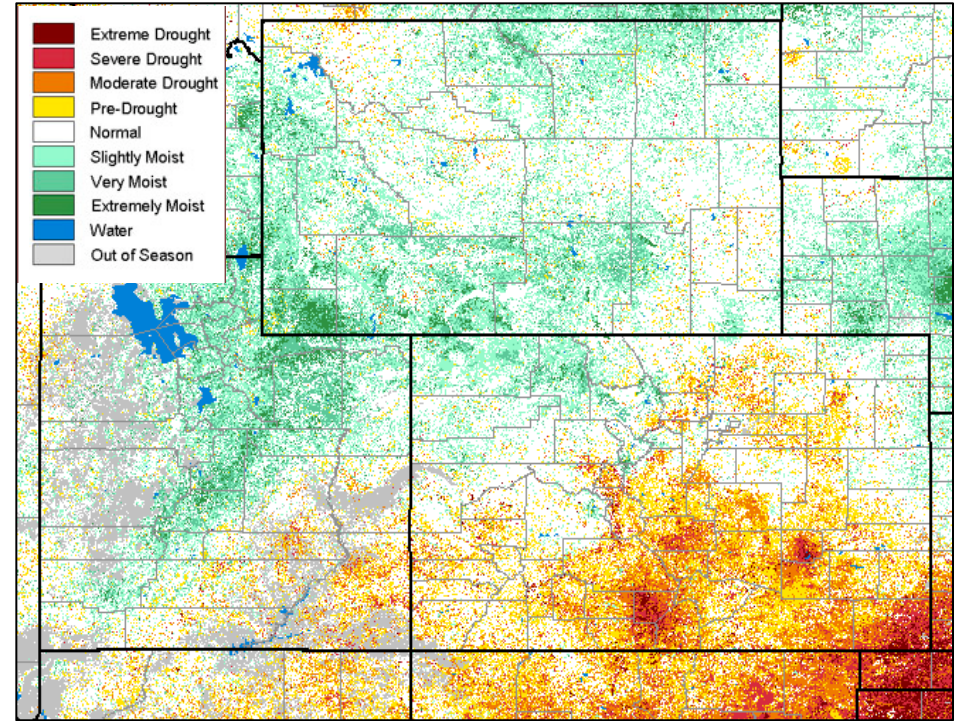 Extreme Drought
Severe Drought
Moderate Drought
Pre-Drought
Normal
Slightly Moist
Very Moist
Extremely Moist
Water
Out of Season